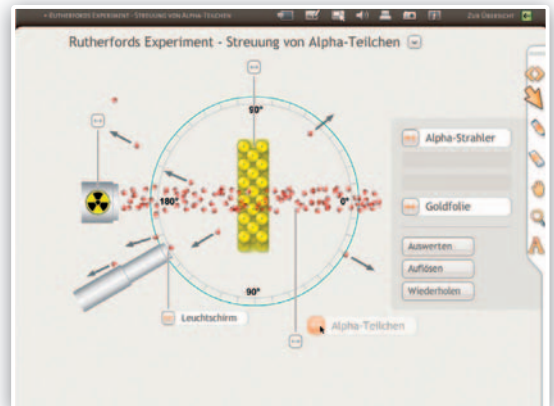 • RUTHERFORDS EXPERIMENT - STREUUNG VON ALPHA-TEILCHEN
ZUR ÜBERSICHT
Rutherfords Experiment - Streuung von Alpha-Teilchen
90°
Alpha-Strahler
180°
0°
Goldfolie
Auswerten
Auflösen
90°
Wiederholen
Leuchtschirm
Alpha-Teilchen